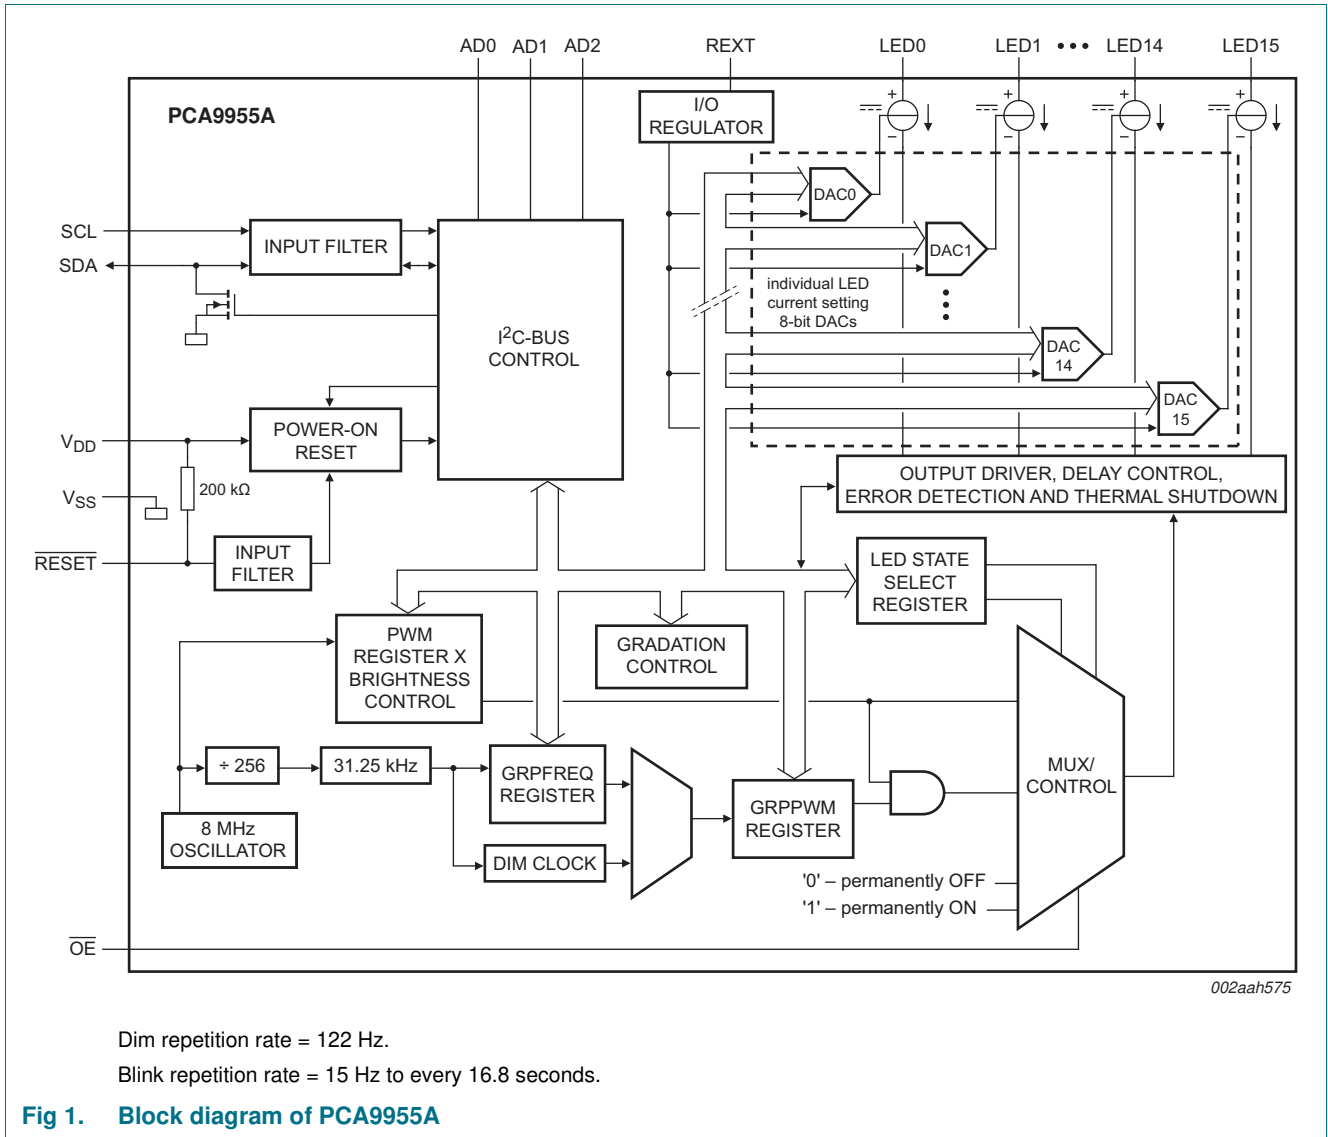 AD0 AD1 AD2 REXT LED0 LED1 ••• LED14 LED15
PCA9955A
I/O
REGULATOR
+ + + +
− − − −
DAC0
SCL
INPUT FILTER
DAC1
SDA
individual LED
current setting
8-bit DACs
I²C-BUS
CONTROL
DAC
14
DAC
15
VDD
POWER-ON
RESET
200 kΩ
VSS
OUTPUT DRIVER, DELAY CONTROL,
ERROR DETECTION AND THERMAL SHUTDOWN
RESET
INPUT
FILTER
LED STATE
SELECT
REGISTER
PWM
REGISTER X
BRIGHTNESS
CONTROL
GRADATION
CONTROL
÷ 256
31.25 kHz
GRPFREQ
REGISTER
MUX/
CONTROL
GRPPWM
REGISTER
8 MHz
OSCILLATOR
DIM CLOCK
'0' – permanently OFF
'1' – permanently ON
OE
002aah575
Dim repetition rate = 122 Hz.
Blink repetition rate = 15 Hz to every 16.8 seconds.
Fig 1. Block diagram of PCA9955A